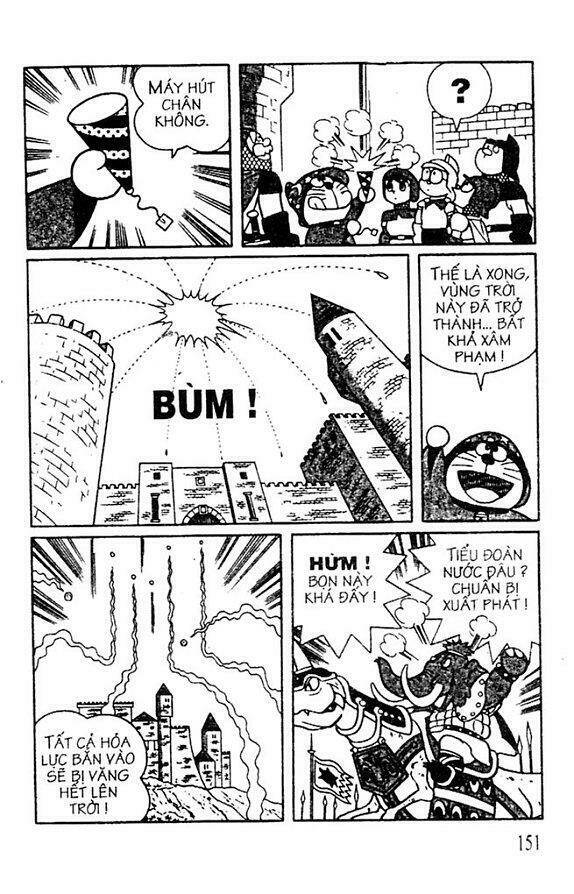 MÁY HÚT
CHÂN
KHÔNG.
?
THẾ LÀ XONG,
VÙNG TRỜI
NÀY ĐÃ TRỞ
THÀNH... BẤT
KHẢ XÂM
PHẠM !
BÙM !
TẤT CẢ HỎA
LỰC BẮN VÀO
SẼ BỊ VĂNG
HẾT LÊN
TRỜI !
HỪM !
BỌN NÀY
KHÁ ĐẤY !
TIỂU ĐOÀN
NƯỚC ĐÂU ?
CHUẨN BỊ
XUẤT PHÁT !
151